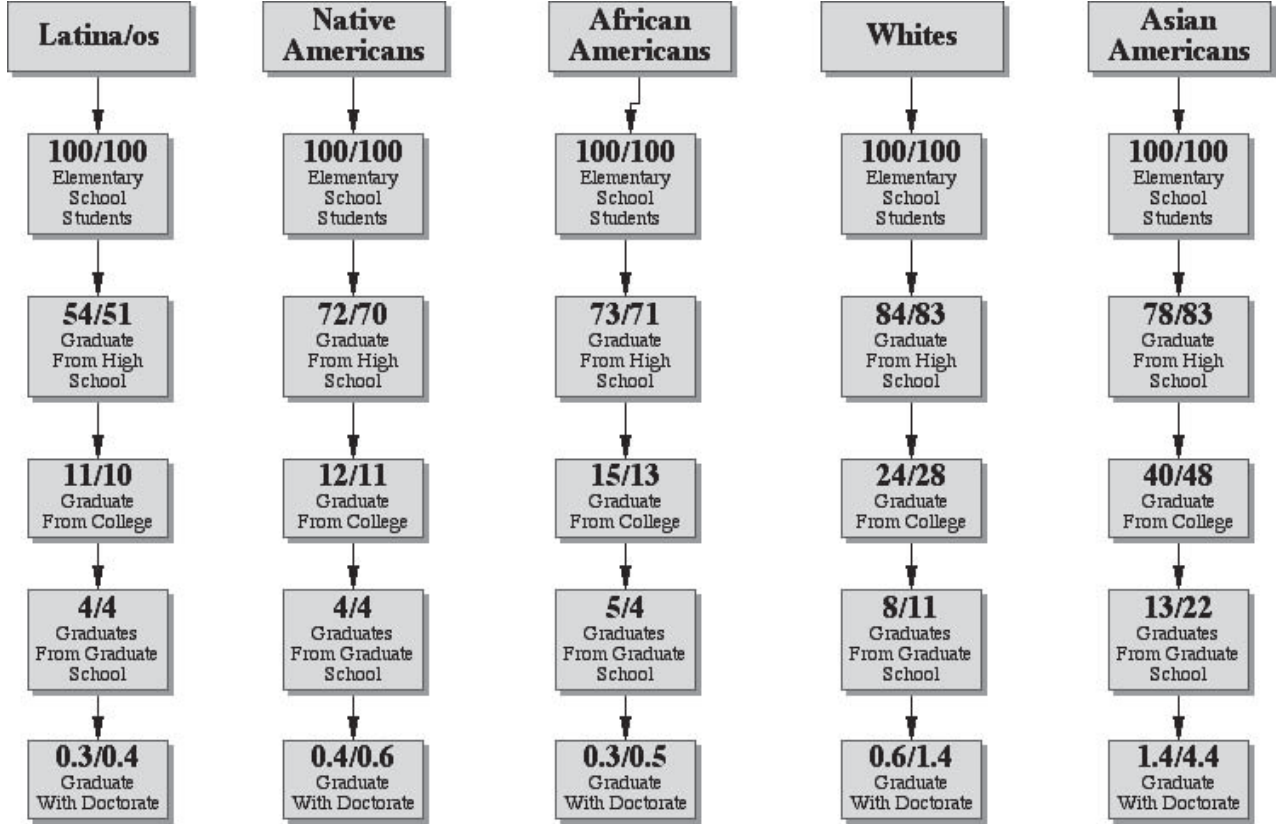 Latina/os
100/100
Elementary
School
Students
54/51
Graduate
From High
School
11/10
Graduate
From College
4/4
Graduates
From Graduate
School
0.3/0.4
Graduate
With Doctorate
Native
Americans
100/100
Elementary
School
Students
72/70
Graduate
From High
School
12/11
Graduate
From College
4/4
Graduates
From Graduate
School
0.4/0.6
Graduate
With Doctorate
African
Americans
100/100
Elementary
School
Students
73/71
Graduate
From High
School
15/13
Graduate
From College
5/4
Graduates
From Graduate
School
0.3/0.5
Graduate
With Doctorate
Whites
100/100
Elementary
School
Students
84/83
Graduate
From High
School
24/28
Graduate
From College
8/11
Graduates
From Graduate
School
0.6/1.4
Graduate
With Doctorate
Asian
Americans
100/100
Elementary
School
Students
78/83
Graduate
From High
School
40/48
Graduate
From College
13/22
Graduates
From Graduate
School
1.4/4.4
Graduate
With Doctorate